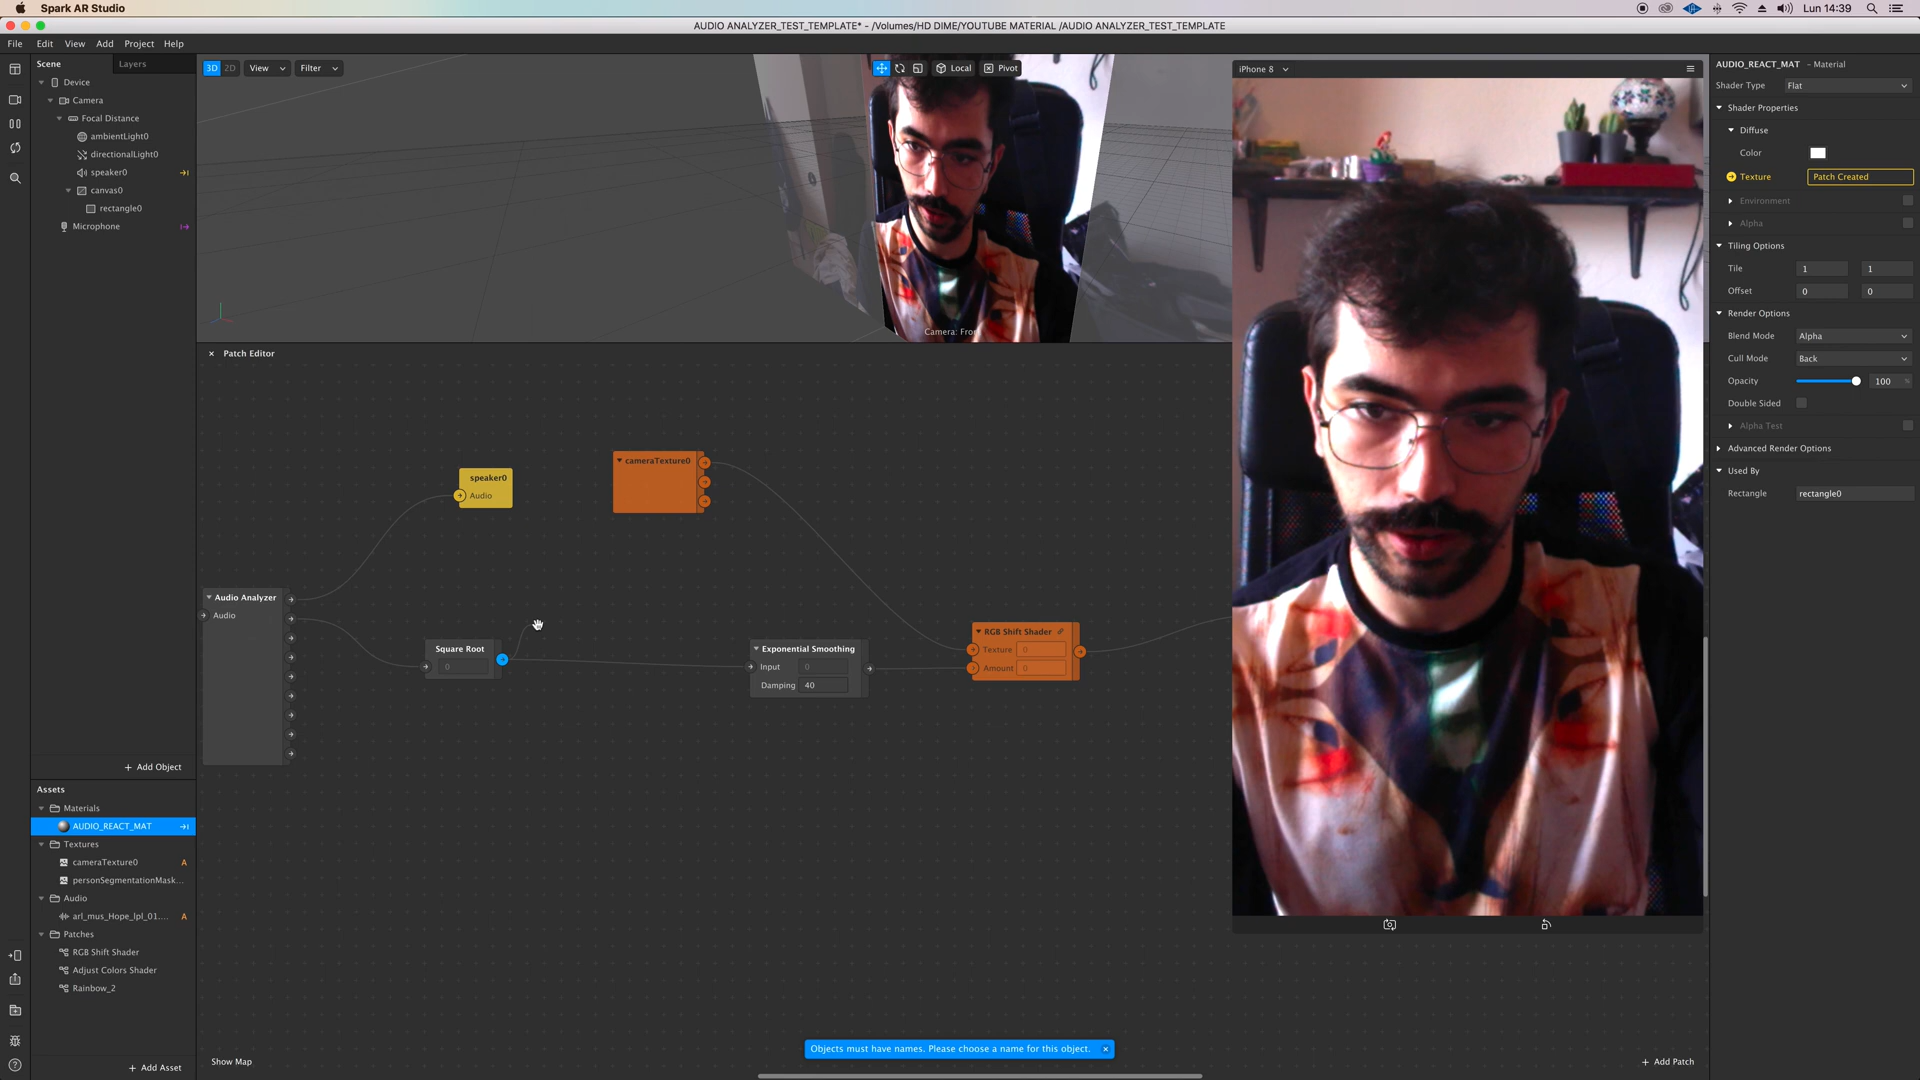 Spark AR Studio
Lun 14:39
AUDIO ANALYZER_TEST_TEMPLATE* - /Volumes/HD DIME/YOUTUBE MATERIAL /AUDIO ANALYZER_TEST_TEMPLATE
File Edit View Add Project Help
Scene Layers
Device
Camera
Focal Distance
ambientLight0
directionalLight0
speaker0
canvas0
rectangle0
Microphone
+ Add Object
Assets
Materials
AUDIO_REACT_MAT
Textures
cameraTexture0 A
personSegmentationMask...
Audio
arl_mus_Hope_lpl_01.... A
Patches
RGB Shift Shader
Adjust Colors Shader
Rainbow_2
+ Add Asset
3D 2D View Filter
Local Pivot
Camera: Fron
Patch Editor
speaker0
Audio
cameraTexture0
Audio Analyzer
Audio
Square Root
0
Exponential Smoothing
Input 0
Damping 40
RGB Shift Shader
Texture 0
Amount 0
Show Map
Objects must have names. Please choose a name for this object.
+ Add Patch
iPhone 8
AUDIO_REACT_MAT - Material
Shader Type Flat
Shader Properties
Diffuse
Color
Texture Patch Created
Environment
Alpha
Tiling Options
Tile 1 1
Offset 0 0
Render Options
Blend Mode Alpha
Cull Mode Back
Opacity 100 %
Double Sided
Alpha Test
Advanced Render Options
Used By
Rectangle rectangle0